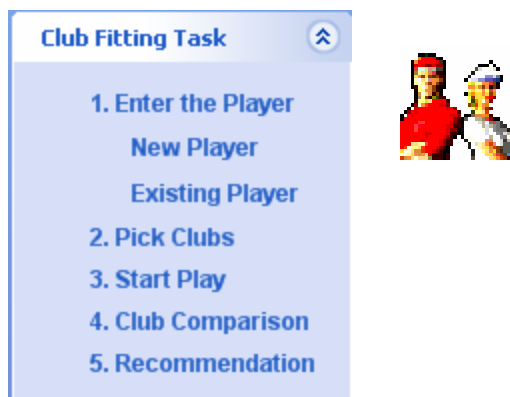 Club Fitting Task
1. Enter the Player
New Player
Existing Player
2. Pick Clubs
3. Start Play
4. Club Comparison
5. Recommendation